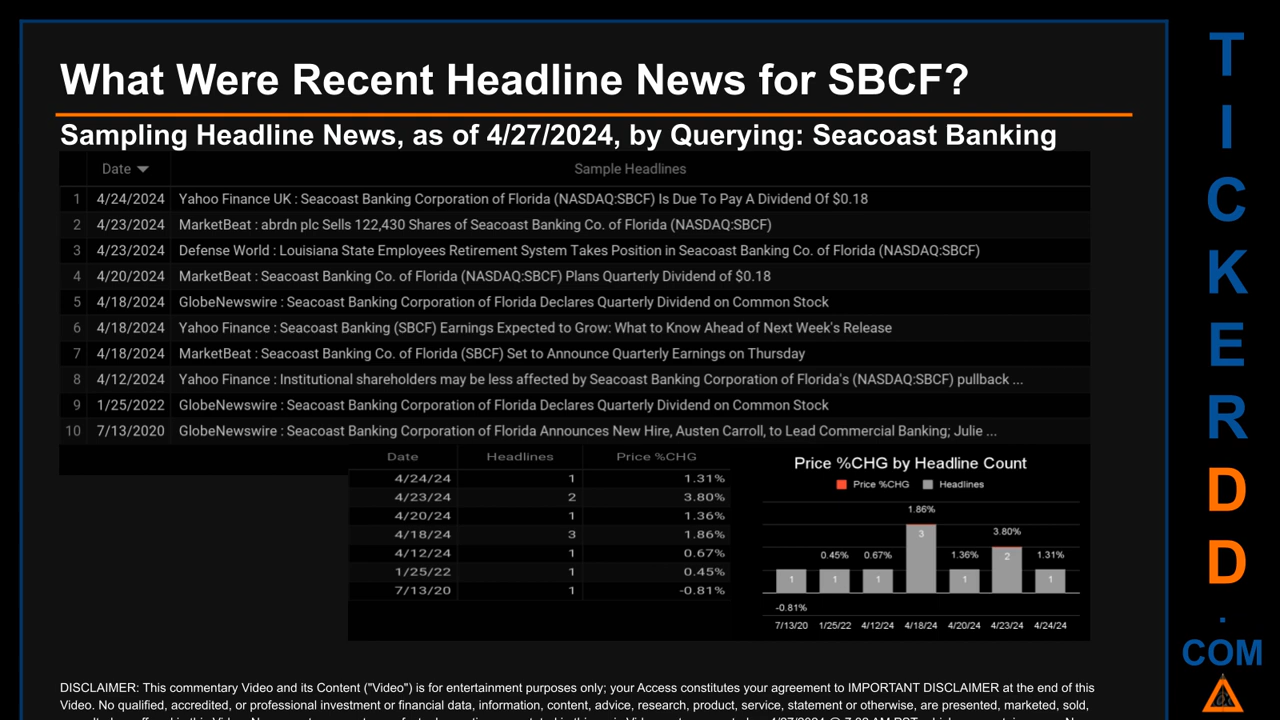 What Were Recent Headline News for SBCF?
Sampling Headline News, as of 4/27/2024, by Querying: Seacoast Banking
Date Sample Headlines
1 4/24/2024 Yahoo Finance UK : Seacoast Banking Corporation of Florida (NASDAQ:SBCF) Is Due To Pay A Dividend Of $0.18
2 4/23/2024 MarketBeat : abrdn plc Sells 122,430 Shares of Seacoast Banking Co. of Florida (NASDAQ:SBCF)
3 4/23/2024 Defense World : Louisiana State Employees Retirement System Takes Position in Seacoast Banking Co. of Florida (NASDAQ:SBCF)
4 4/20/2024 MarketBeat : Seacoast Banking Co. of Florida (NASDAQ:SBCF) Plans Quarterly Dividend of $0.18
5 4/18/2024 GlobeNewswire : Seacoast Banking Corporation of Florida Declares Quarterly Dividend on Common Stock
6 4/18/2024 Yahoo Finance : Seacoast Banking (SBCF) Earnings Expected to Grow: What to Know Ahead of Next Week's Release
7 4/18/2024 MarketBeat : Seacoast Banking Co. of Florida (SBCF) Set to Announce Quarterly Earnings on Thursday
8 4/12/2024 Yahoo Finance : Institutional shareholders may be less affected by Seacoast Banking Corporation of Florida's (NASDAQ:SBCF) pullback ...
9 1/25/2022 GlobeNewswire : Seacoast Banking Corporation of Florida Declares Quarterly Dividend on Common Stock
10 7/13/2020 GlobeNewswire : Seacoast Banking Corporation of Florida Announces New Hire, Austen Carroll, to Lead Commercial Banking; Julie ...
Date Headlines Price %CHG
4/24/24 1 1.31%
4/23/24 2 3.80%
4/20/24 1 1.36%
4/18/24 3 1.86%
4/12/24 1 0.67%
1/25/22 1 0.45%
7/13/20 1 -0.81%
Price %CHG by Headline Count
Price %CHG Headlines
1.86%
3.80%
0.45% 0.67% 1.36% 1.31%
3
2
1 1 1 1 1
-0.81%
7/13/20 1/25/22 4/12/24 4/18/24 4/20/24 4/23/24 4/24/24
DISCLAIMER: This commentary Video and its Content ("Video") is for entertainment purposes only; your Access constitutes your agreement to IMPORTANT DISCLAIMER at the end of this
Video. No qualified, accredited, or professional investment or financial data, information, content, advice, research, product, service, statement or otherwise, are presented, marketed, sold,
T
I
C
K
E
R
D
D
.
COM